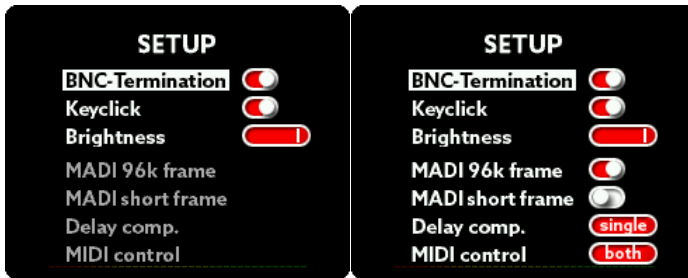 SETUP
BNC-Termination
Keyclick
Brightness
MADI 96k frame
MADI short frame
Delay comp.
MIDI control
SETUP
BNC-Termination
Keyclick
Brightness
MADI 96k frame
MADI short frame
Delay comp. single
MIDI control both